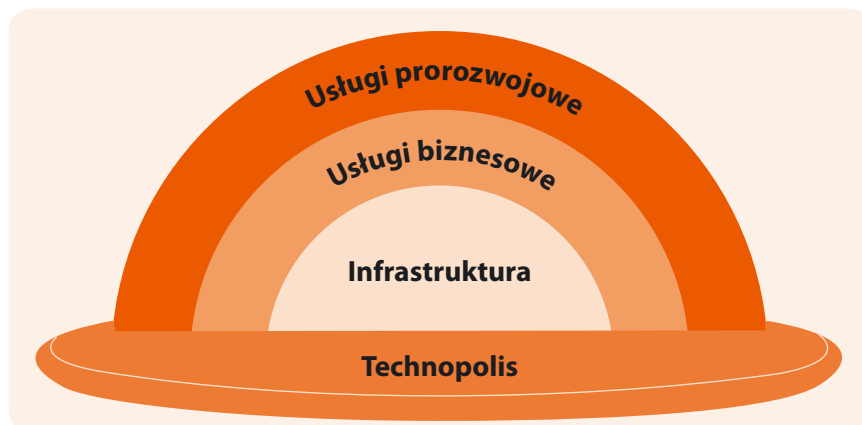 Usługi prorozwojowe
Usługi biznesowe
Infrastruktura
Technopolis